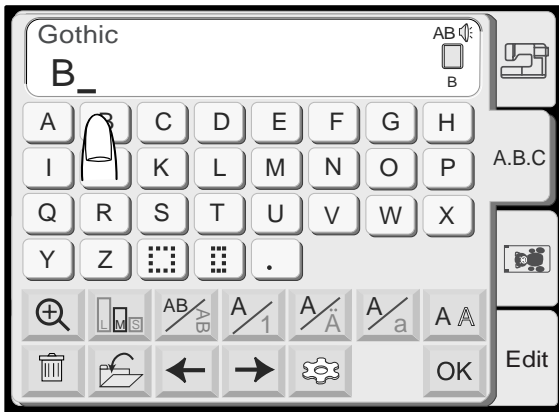 Gothic
AB
B_
B
A B C D E F G H
I K L M N O P
Q R S T U V W X
Y Z .
L M S AB AB A 1 A Ä A a A A
OK
A.B.C
Edit